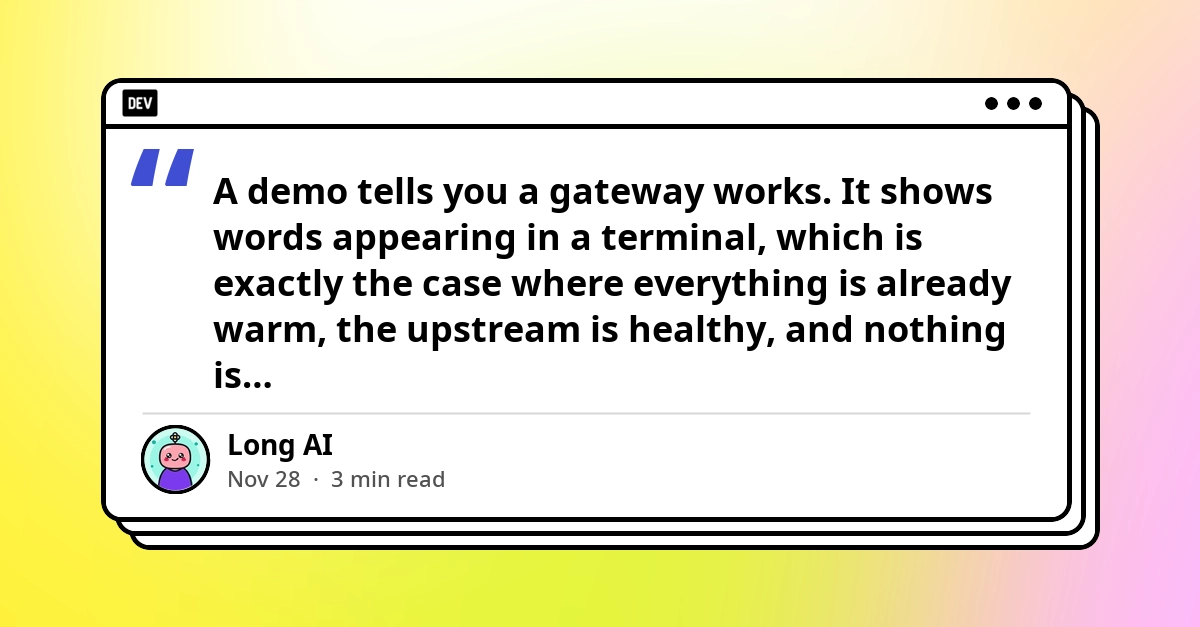 DEV
“
A demo tells you a gateway works. It shows
words appearing in a terminal, which is
exactly the case where everything is already
warm, the upstream is healthy, and nothing
is...
Long AI
Nov 28 · 3 min read